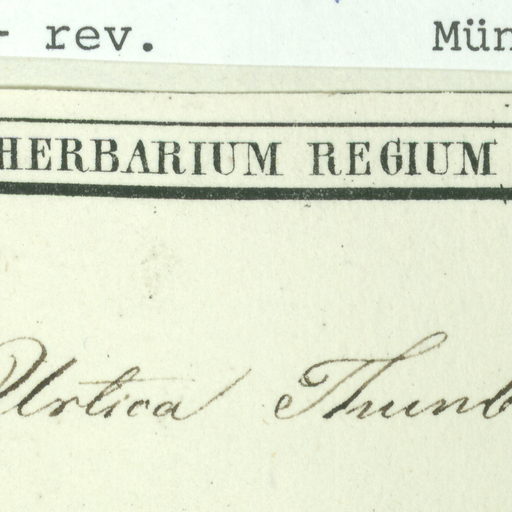 - rev. Mün
HERBARIUM REGIUM
Urtica Thunb